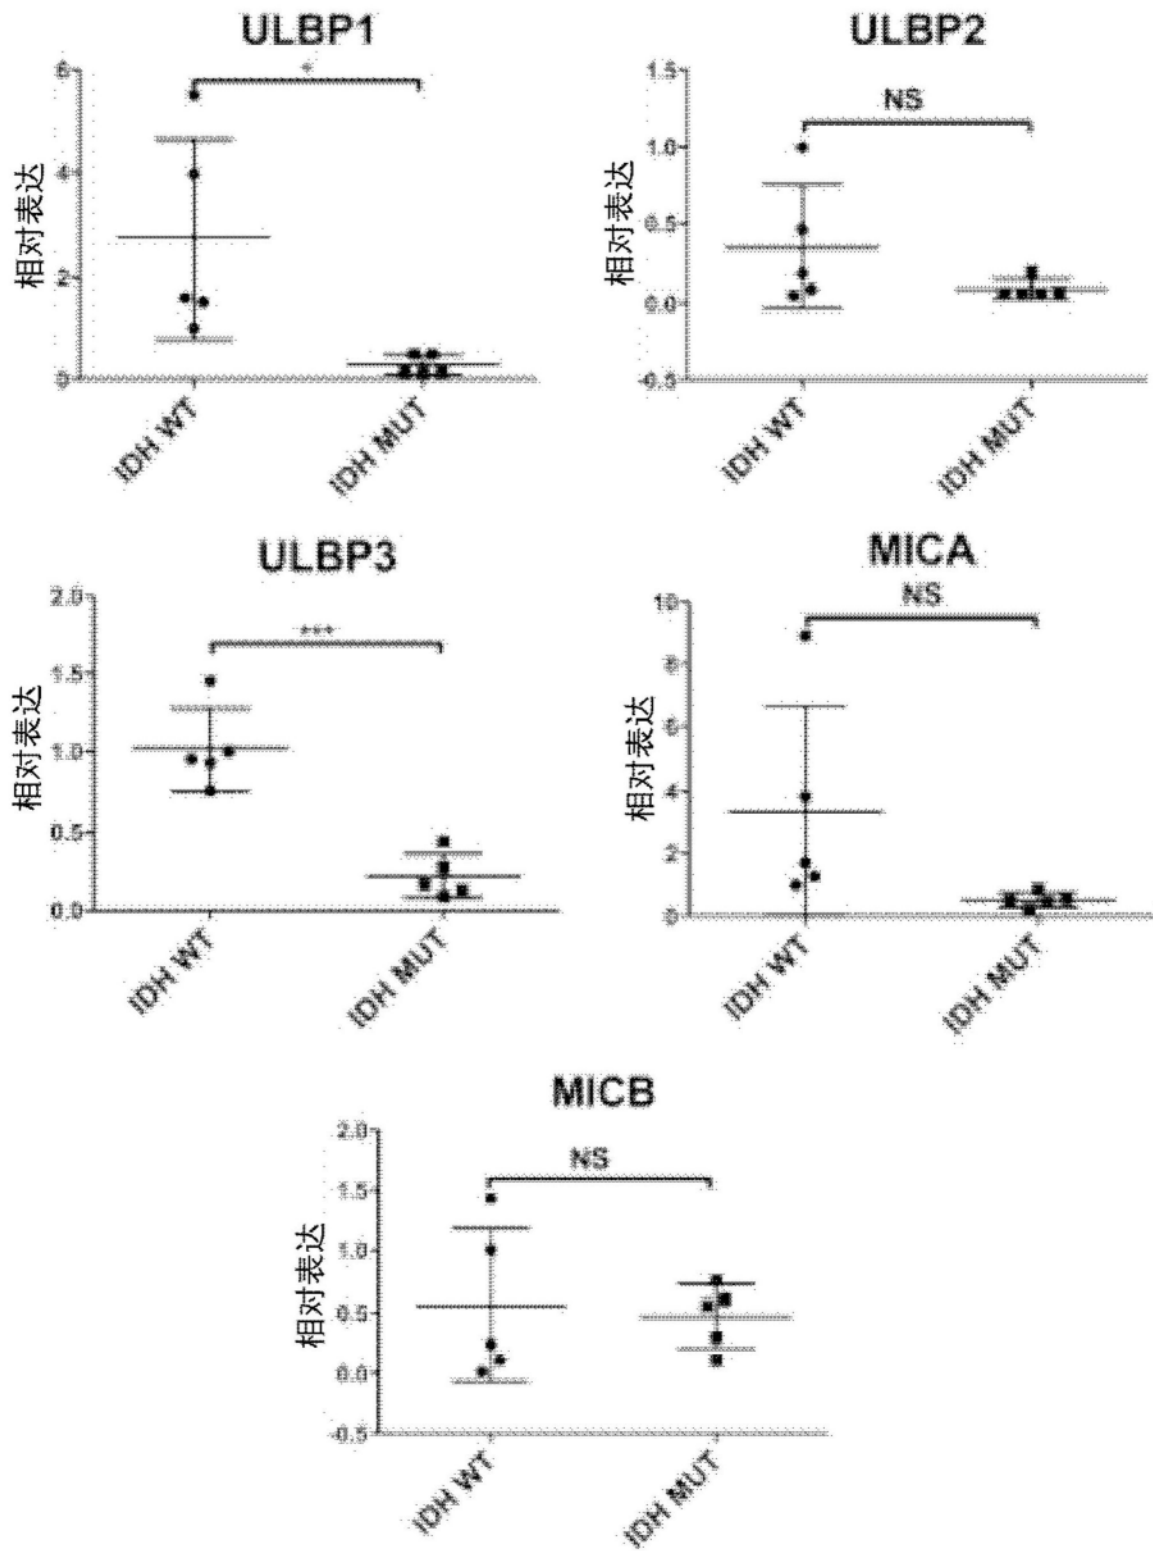 ULBP1
*
6
4
2
0
相对表达
IDH WT
IDH MUT
ULBP2
NS
1.5
1.0
0.5
0.0
-0.5
相对表达
IDH WT
IDH MUT
ULBP3
***
2.0
1.5
1.0
0.5
0.0
相对表达
IDH WT
IDH MUT
MICA
NS
10
8
6
4
2
0
相对表达
IDH WT
IDH MUT
MICB
NS
2.0
1.5
1.0
0.5
0.0
-0.5
相对表达
IDH WT
IDH MUT